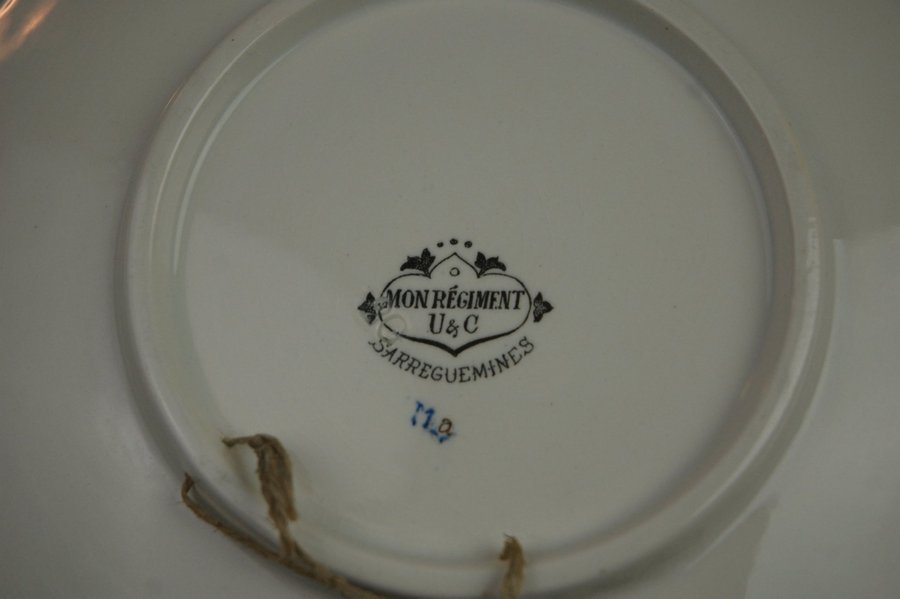 MON RÉGIMENT
U & C
SARREGUEMINES